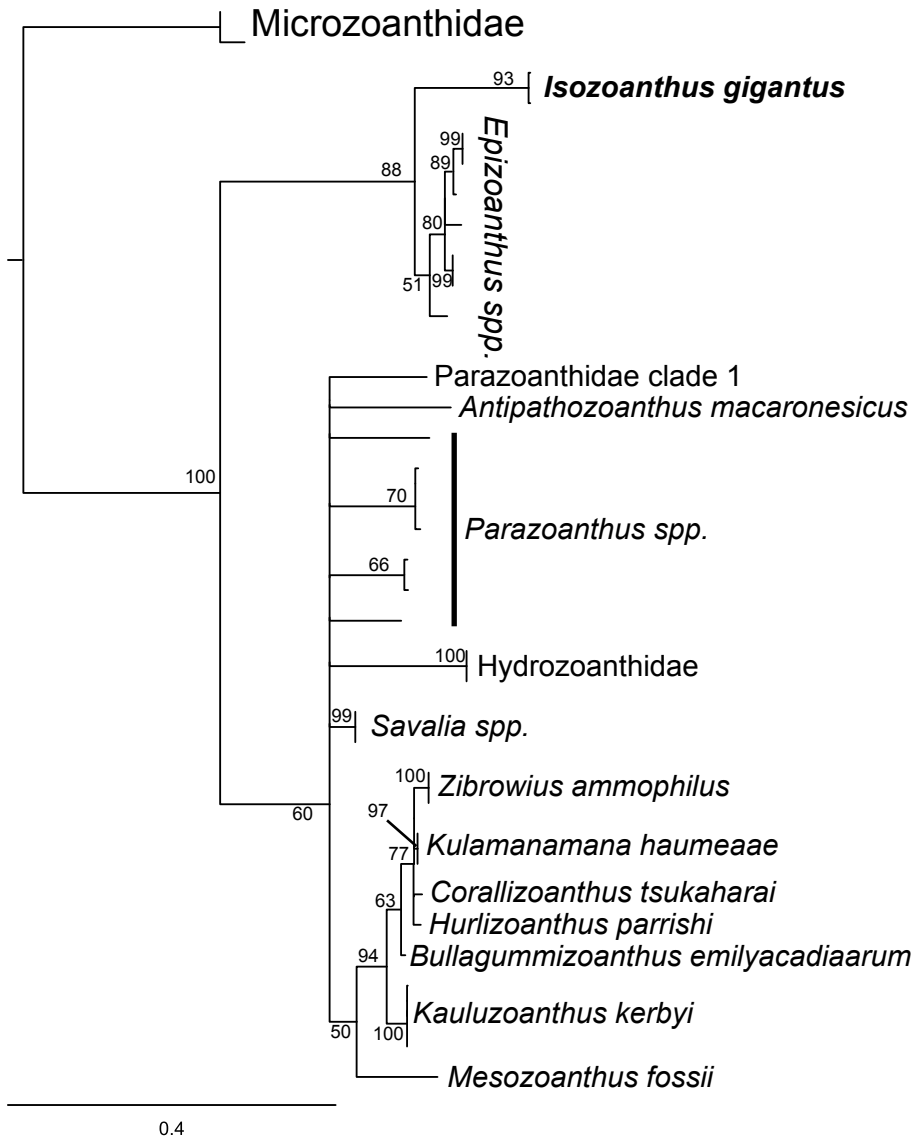 Microzoanthidae
93
Isozoanthus gigantus
99
Epizoanthus spp.
89
88
80
51
99
Parazoanthidae clade 1
Antipathozoanthus macaronesicus
100
70
Parazoanthus spp.
66
100
Hydrozoanthidae
99
Savalia spp.
100
Zibrowius ammophilus
60
97
Kulamanamana haumeaae
77
Corallizoanthus tsukaharai
63
Hurlizoanthus parrishi
94
Bullagummizoanthus emilyacadiaarum
Kauluzoanthus kerbyi
50
100
Mesozoanthus fossii
0.4